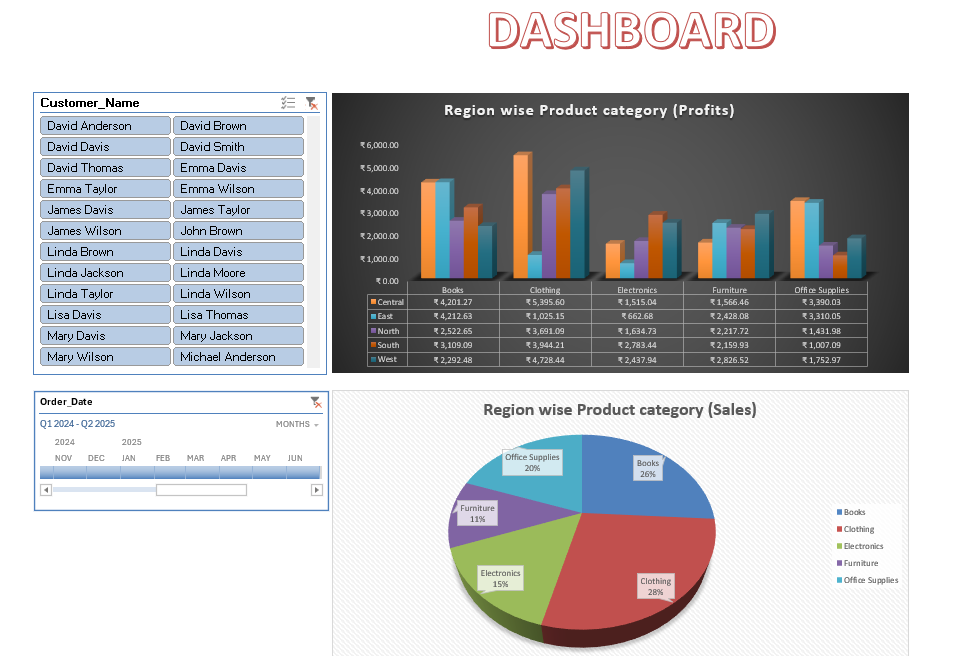 DASHBOARD
Customer_Name
David Anderson David Brown
David Davis David Smith
David Thomas Emma Davis
Emma Taylor Emma Wilson
James Davis James Taylor
James Wilson John Brown
Linda Brown Linda Davis
Linda Jackson Linda Moore
Linda Taylor Linda Wilson
Lisa Davis Lisa Thomas
Mary Davis Mary Jackson
Mary Wilson Michael Anderson
Region wise Product category (Profits)
₹ 6,000.00
₹ 5,000.00
₹ 4,000.00
₹ 3,000.00
₹ 2,000.00
₹ 1,000.00
₹ 0.00
Books Clothing Electronics Furniture Office Supplies
Central ₹ 4,201.27 ₹ 5,395.60 ₹ 1,515.04 ₹ 1,566.46 ₹ 3,390.03
East ₹ 4,212.63 ₹ 1,025.15 ₹ 662.68 ₹ 2,428.08 ₹ 3,310.05
North ₹ 2,522.65 ₹ 3,691.09 ₹ 1,634.73 ₹ 2,217.72 ₹ 1,431.98
South ₹ 3,109.09 ₹ 3,944.21 ₹ 2,783.44 ₹ 2,159.93 ₹ 1,007.09
West ₹ 2,292.48 ₹ 4,728.44 ₹ 2,437.94 ₹ 2,826.52 ₹ 1,752.97
Order_Date
Q1 2024 - Q2 2025 MONTHS
2024 2025
NOV DEC JAN FEB MAR APR MAY JUN
Region wise Product category (Sales)
Office Supplies
20%
Books
26%
Furniture
11%
Electronics
15%
Clothing
28%
Books
Clothing
Electronics
Furniture
Office Supplies